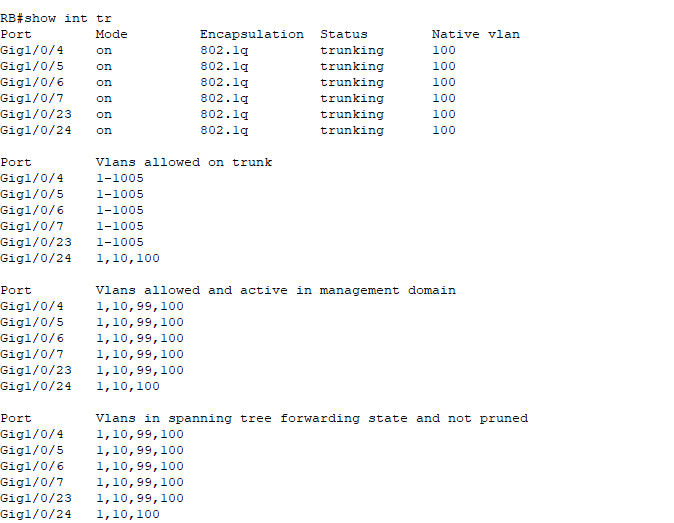 RB#show int tr
Port        Mode         Encapsulation  Status        Native vlan
Gig1/0/4    on           802.1q         trunking      100
Gig1/0/5    on           802.1q         trunking      100
Gig1/0/6    on           802.1q         trunking      100
Gig1/0/7    on           802.1q         trunking      100
Gig1/0/23   on           802.1q         trunking      100
Gig1/0/24   on           802.1q         trunking      100

Port        Vlans allowed on trunk
Gig1/0/4    1-1005
Gig1/0/5    1-1005
Gig1/0/6    1-1005
Gig1/0/7    1-1005
Gig1/0/23   1-1005
Gig1/0/24   1,10,100

Port        Vlans allowed and active in management domain
Gig1/0/4    1,10,99,100
Gig1/0/5    1,10,99,100
Gig1/0/6    1,10,99,100
Gig1/0/7    1,10,99,100
Gig1/0/23   1,10,99,100
Gig1/0/24   1,10,100

Port        Vlans in spanning tree forwarding state and not pruned
Gig1/0/4    1,10,99,100
Gig1/0/5    1,10,99,100
Gig1/0/6    1,10,99,100
Gig1/0/7    1,10,99,100
Gig1/0/23   1,10,99,100
Gig1/0/24   1,10,100